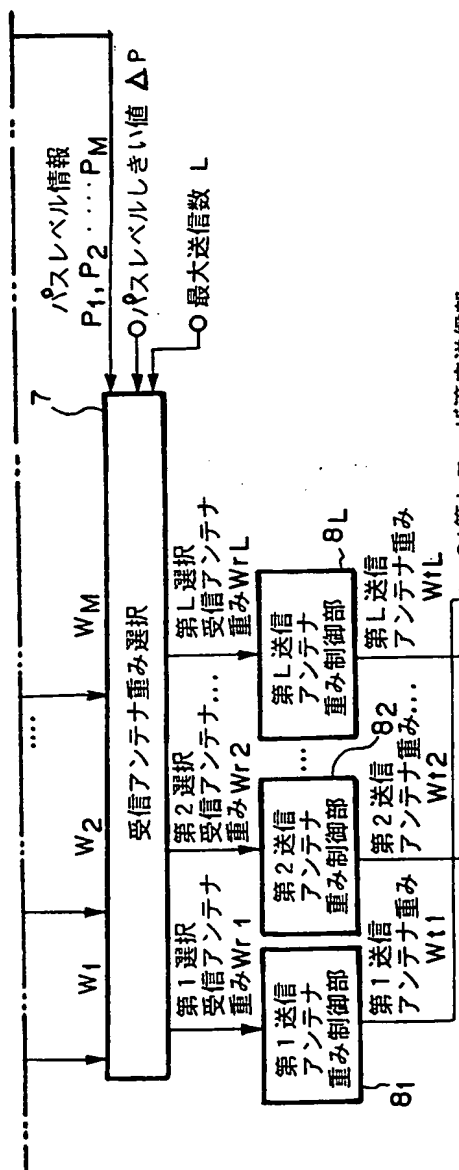 パスレベル情報
P1, P2 ····· PM
パスレベルしきい値 ΔP
最大送信数 L
7
W1
W2
····
WM
受信アンテナ重み選択
第1選択
受信アンテナ
重みWr1
第2選択
受信アンテナ...
重みWr2
第L選択
受信アンテナ
重みWrL
第1送信
アンテナ
重み制御部
81
第2送信
アンテナ
重み制御部
82
...
第L送信
アンテナ
重み制御部
8L
第1送信
アンテナ重み
Wt1
第2送信
アンテナ重み...
Wt2
第L送信
アンテナ重み
WtL